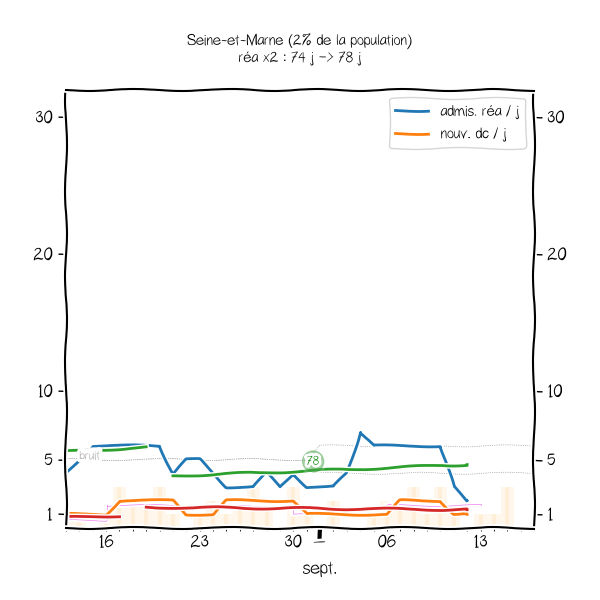 Seine-et-Marne (2% de la population)
réa x2 : 74 j -> 78 j
admis. réa / j
nouv. dc / j
30
30
20
20
10
10
5
5
1
1
bruit
78
16
23
30
06
13
sept.